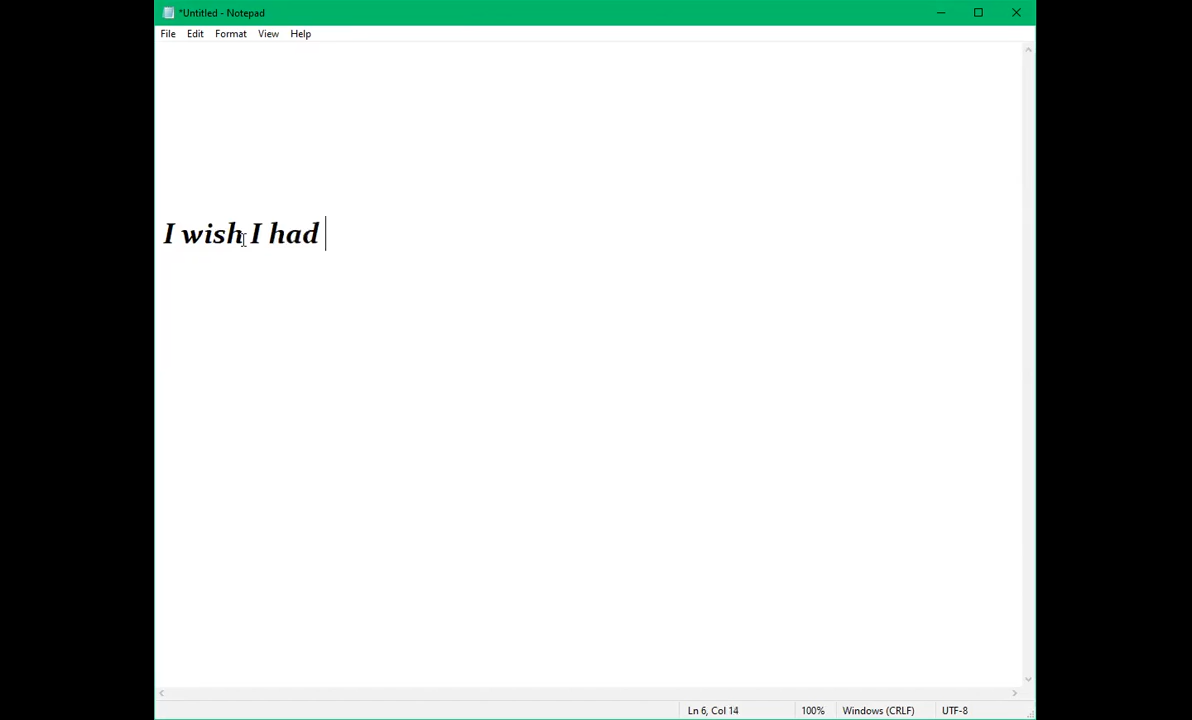 *Untitled - Notepad
File Edit Format View Help
I wish I had
Ln 6, Col 14 100% Windows (CRLF) UTF-8